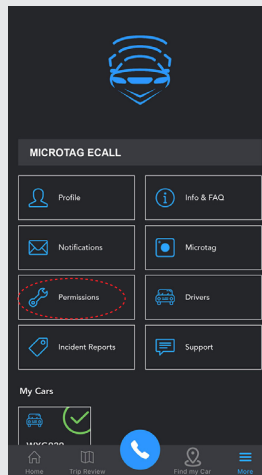 MICROTAG ECALL
Profile
Info & FAQ
Notifications
Microtag
Permissions
Drivers
Incident Reports
Support
My Cars
Home
Trip Review
Find my Car
More